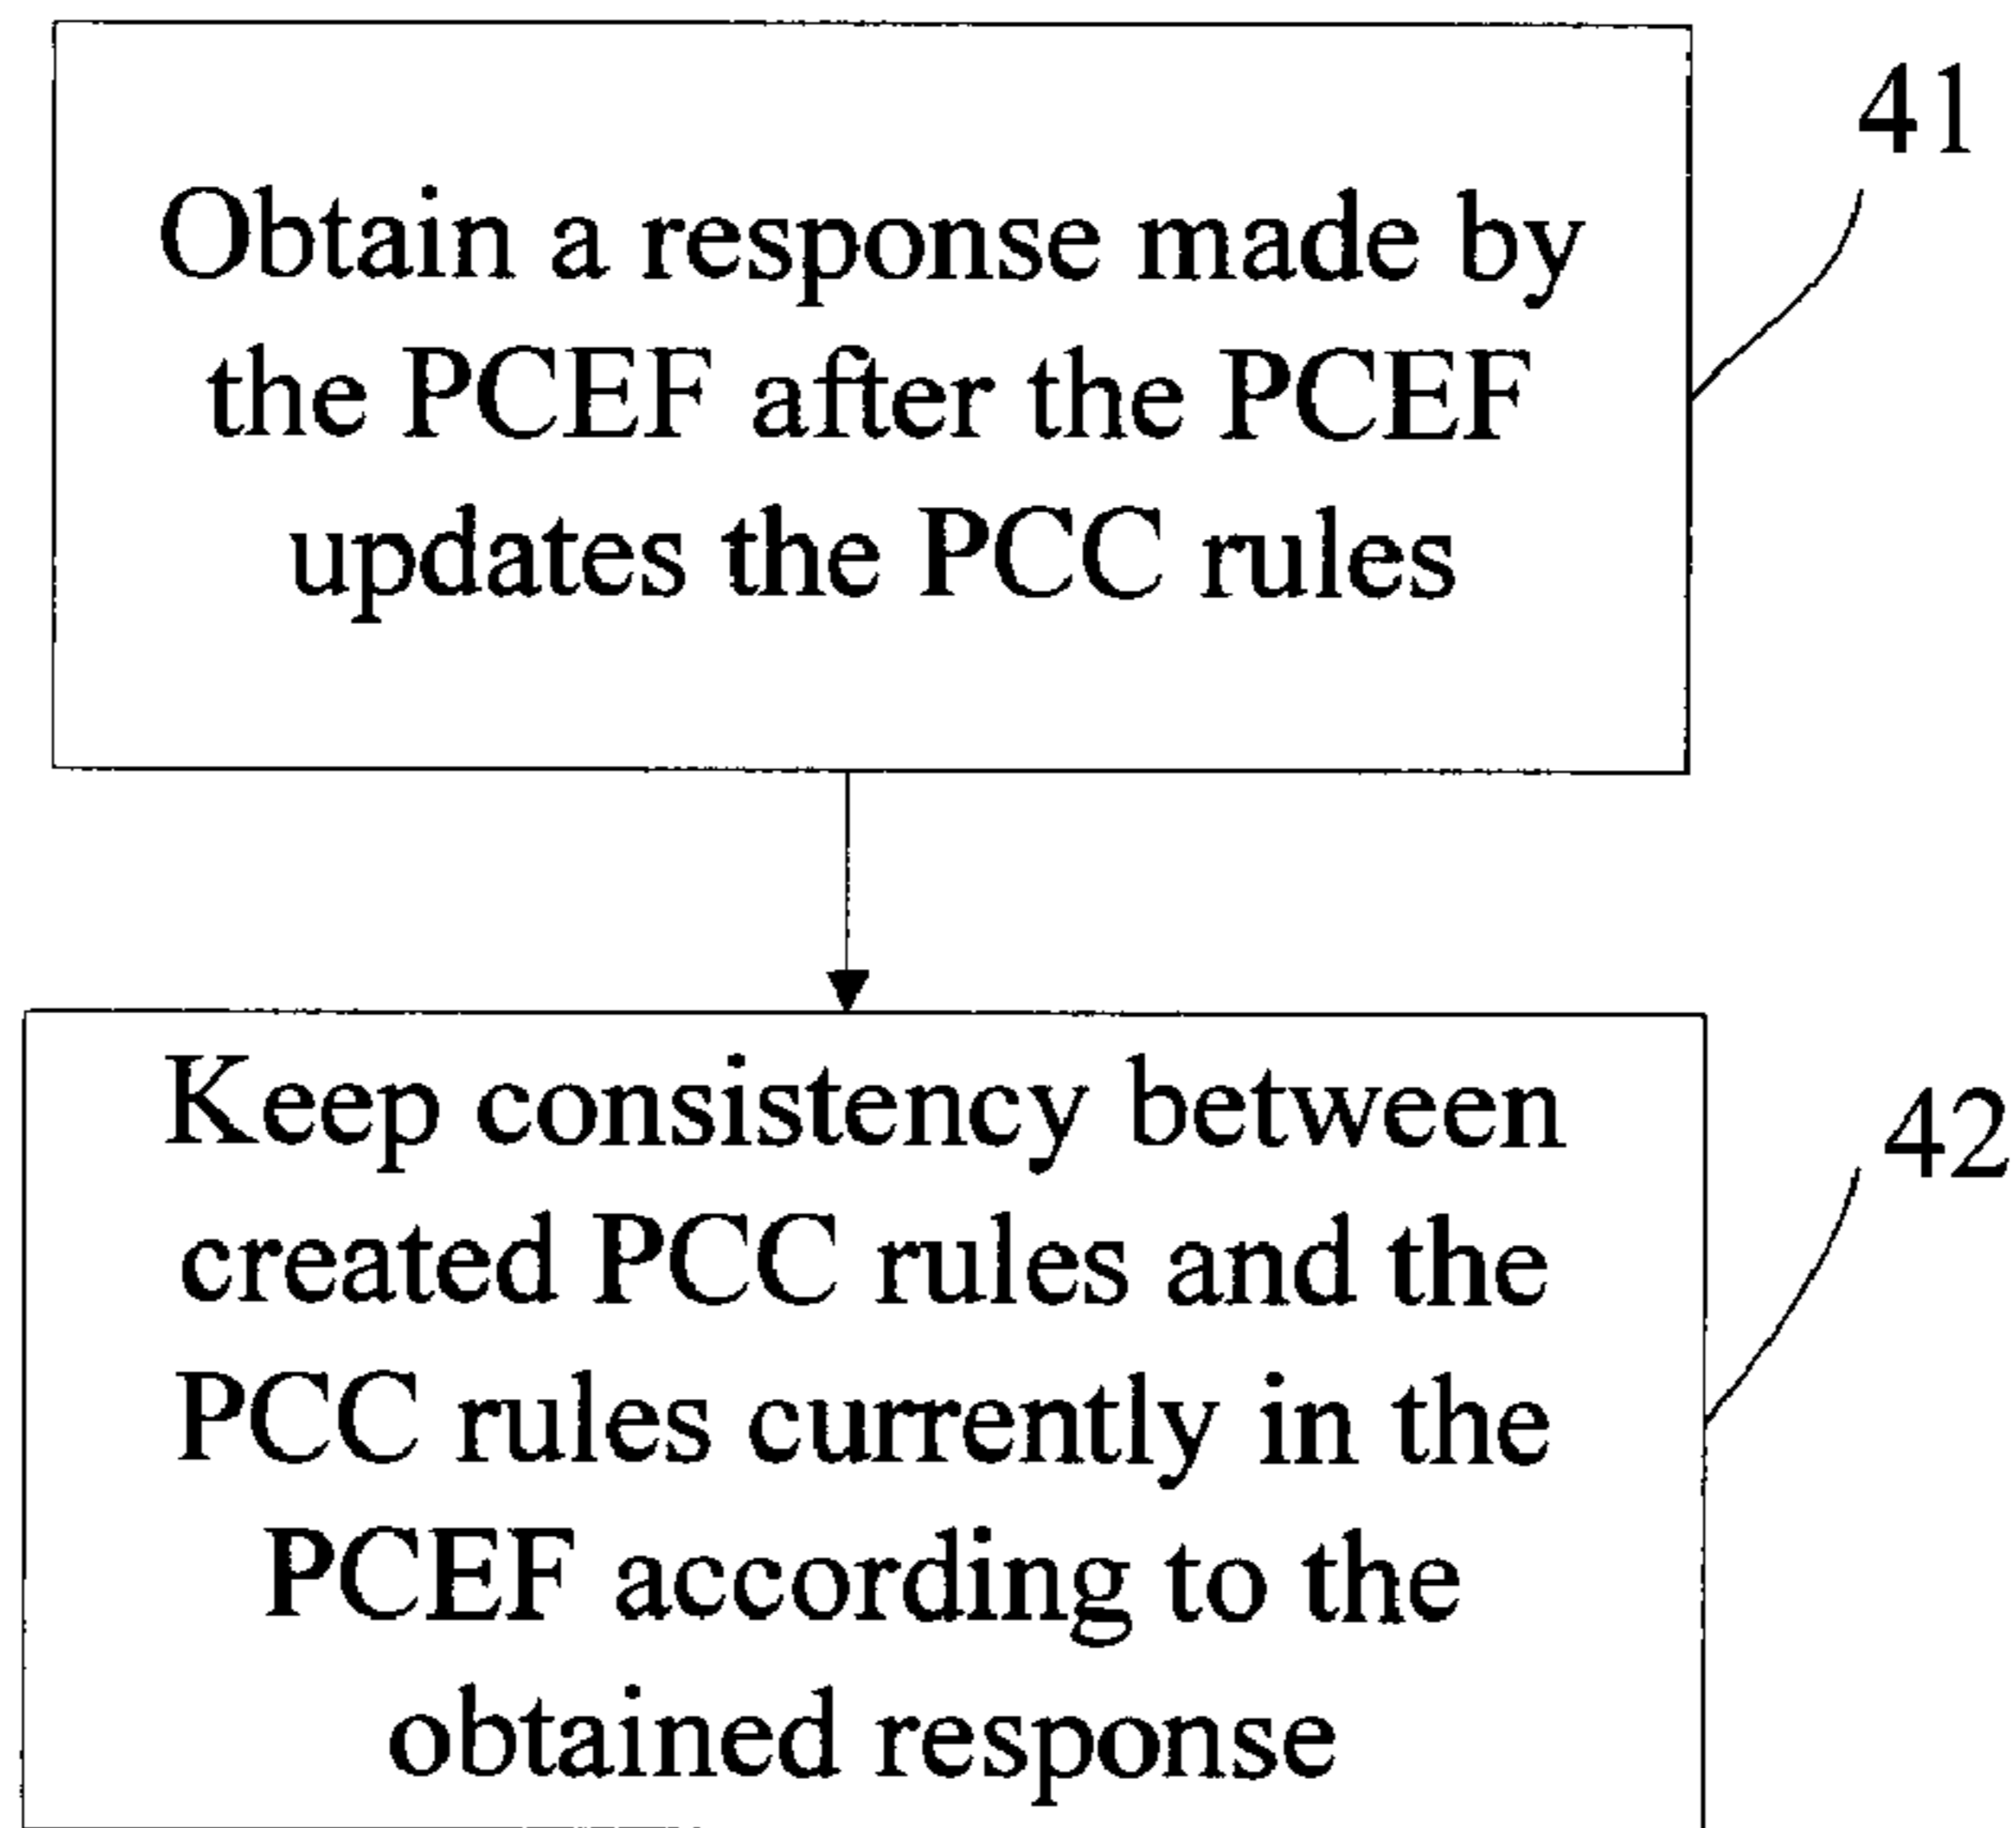 Obtain a response made by
the PCEF after the PCEF
updates the PCC rules
41
Keep consistency between
created PCC rules and the
PCC rules currently in the
PCEF according to the
obtained response
42